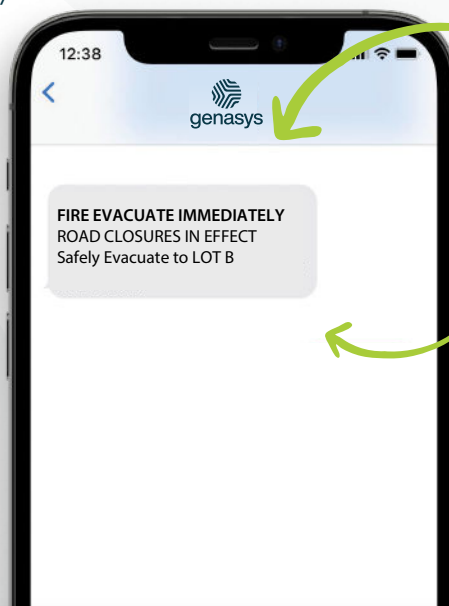 12:38
genasys
FIRE EVACUATE IMMEDIATELY
ROAD CLOSURES IN EFFECT
Safely Evacuate to LOT B